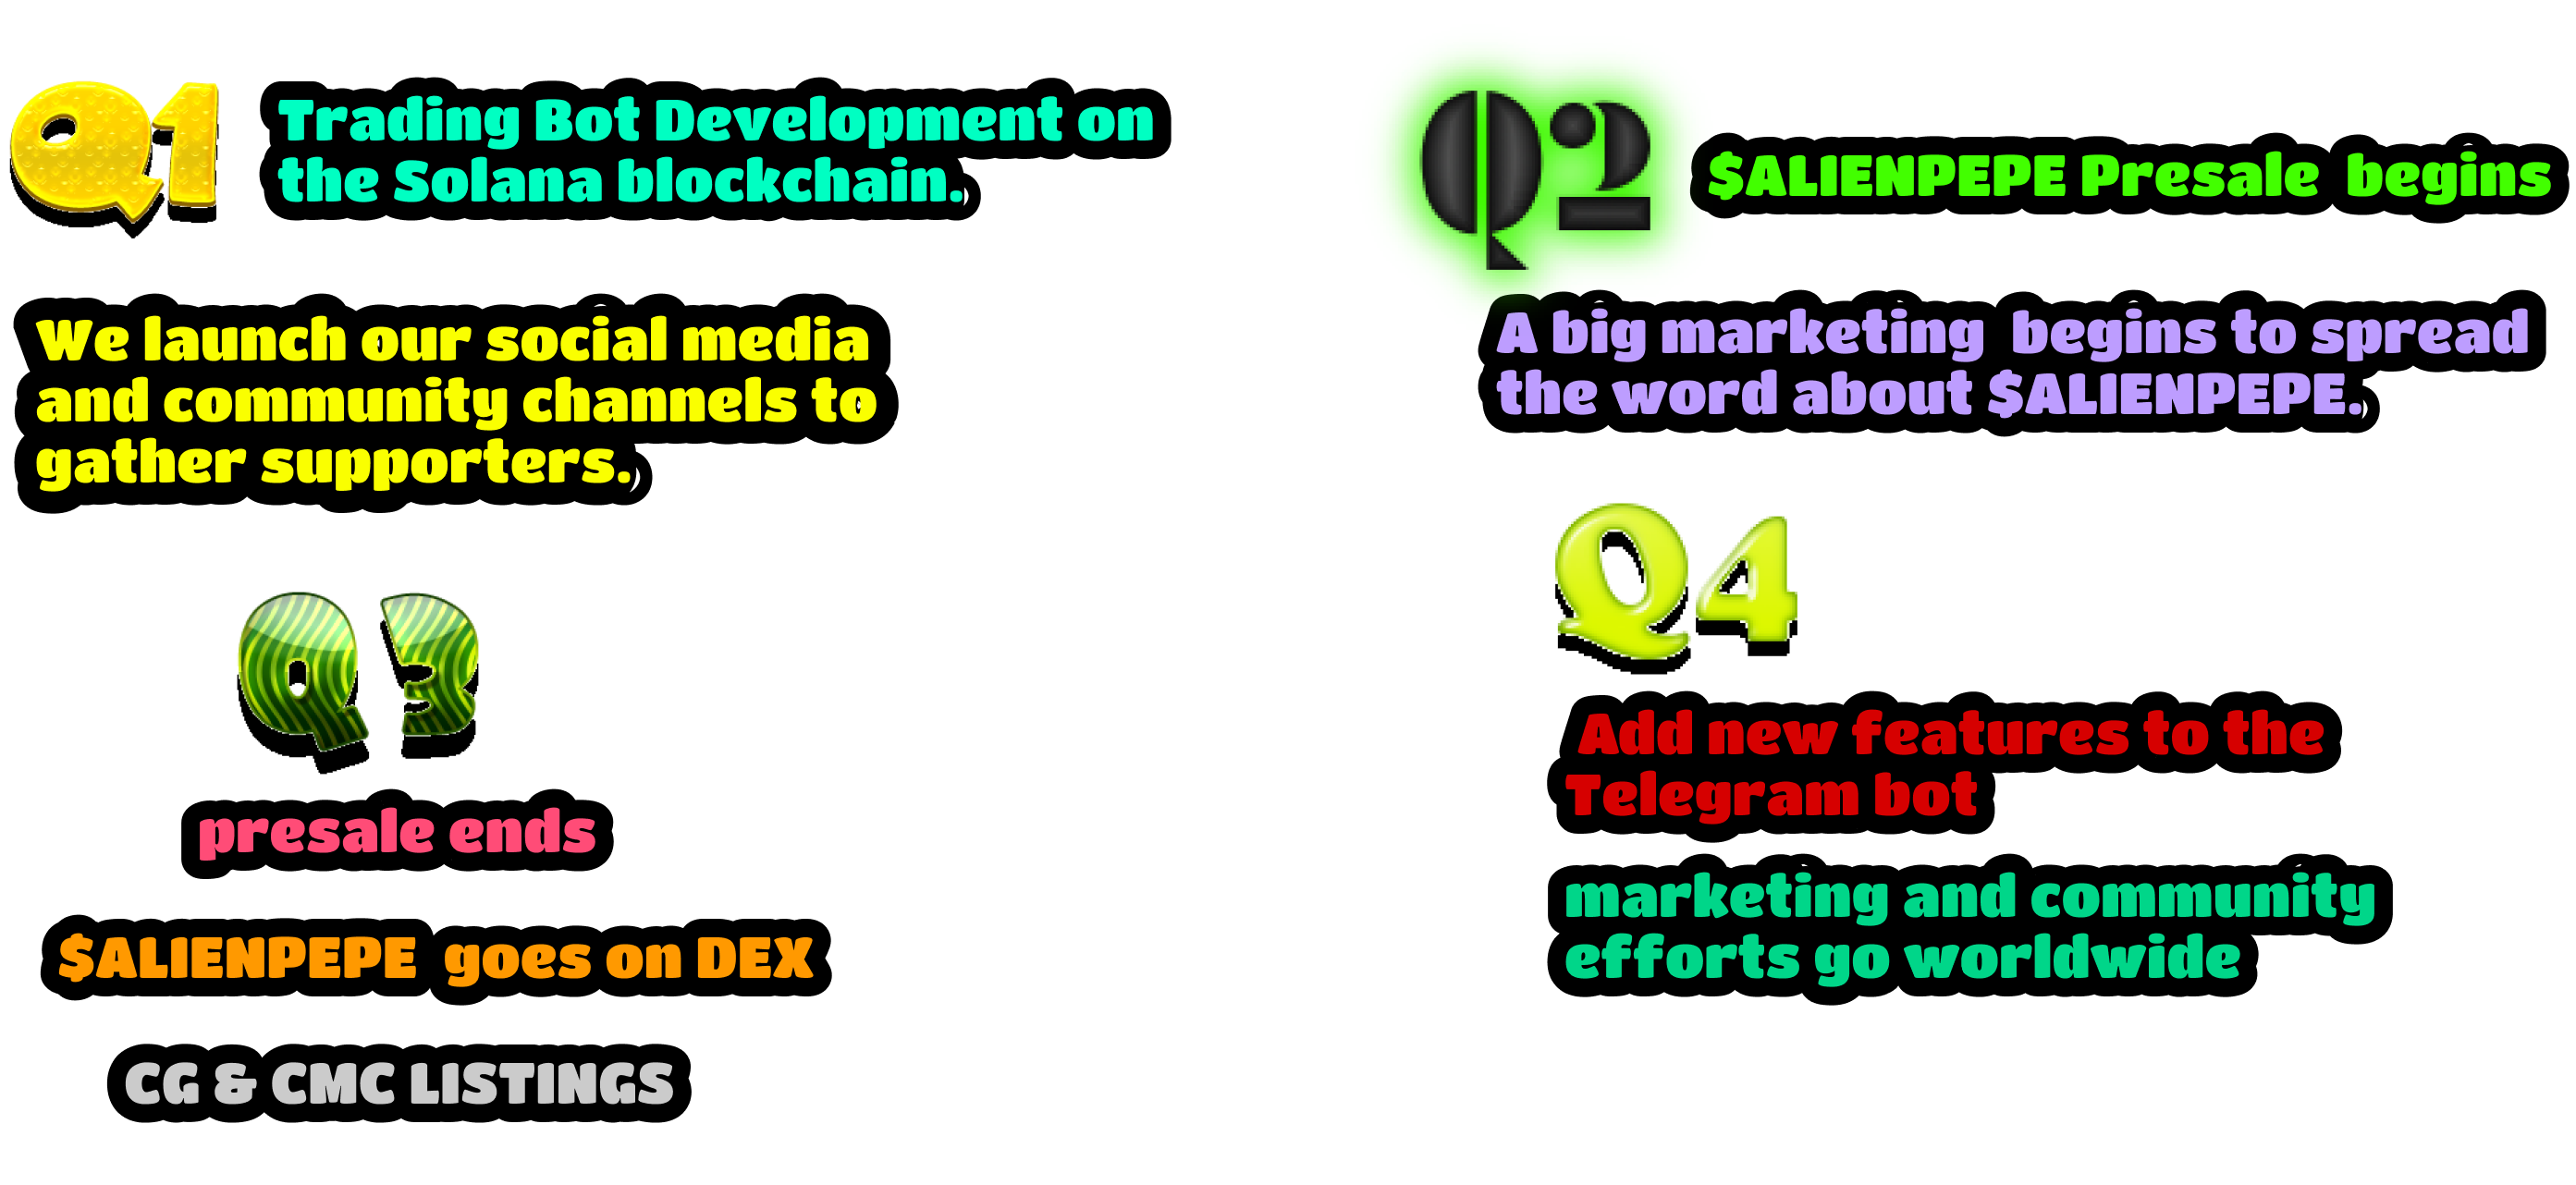 Q1
Trading Bot Development on
the Solana blockchain.
We launch our social media
and community channels to
gather supporters.
Q2
$ALIENPEPE Presale begins
A big marketing begins to spread
the word about $ALIENPEPE.
Q3
presale ends
$ALIENPEPE goes on DEX
CG & CMC LISTINGS
Q4
Add new features to the
Telegram bot
marketing and community
efforts go worldwide